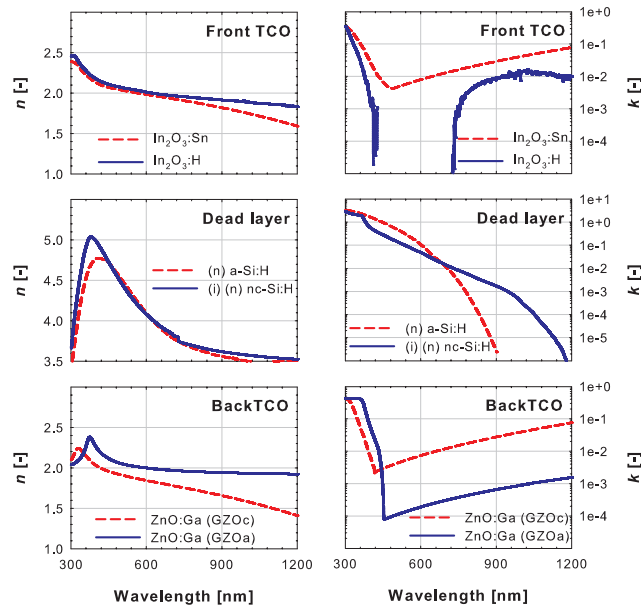 Front TCO
n [-]
2.5
2.0
1.5
1.0
In₂O₃:Sn
In₂O₃:H
Front TCO
k [-]
1e+0
1e-1
1e-2
1e-3
1e-4
In₂O₃:Sn
In₂O₃:H
Dead layer
n [-]
5.0
4.5
4.0
3.5
(n) a-Si:H
(i) (n) nc-Si:H
Dead layer
k [-]
1e+1
1e+0
1e-1
1e-2
1e-3
1e-4
1e-5
(n) a-Si:H
(i) (n) nc-Si:H
BackTCO
n [-]
2.5
2.0
1.5
1.0
ZnO:Ga (GZOc)
ZnO:Ga (GZOa)
300 600 900 1200
Wavelength [nm]
BackTCO
k [-]
1e+0
1e-1
1e-2
1e-3
1e-4
ZnO:Ga (GZOc)
ZnO:Ga (GZOa)
300 600 900 1200
Wavelength [nm]